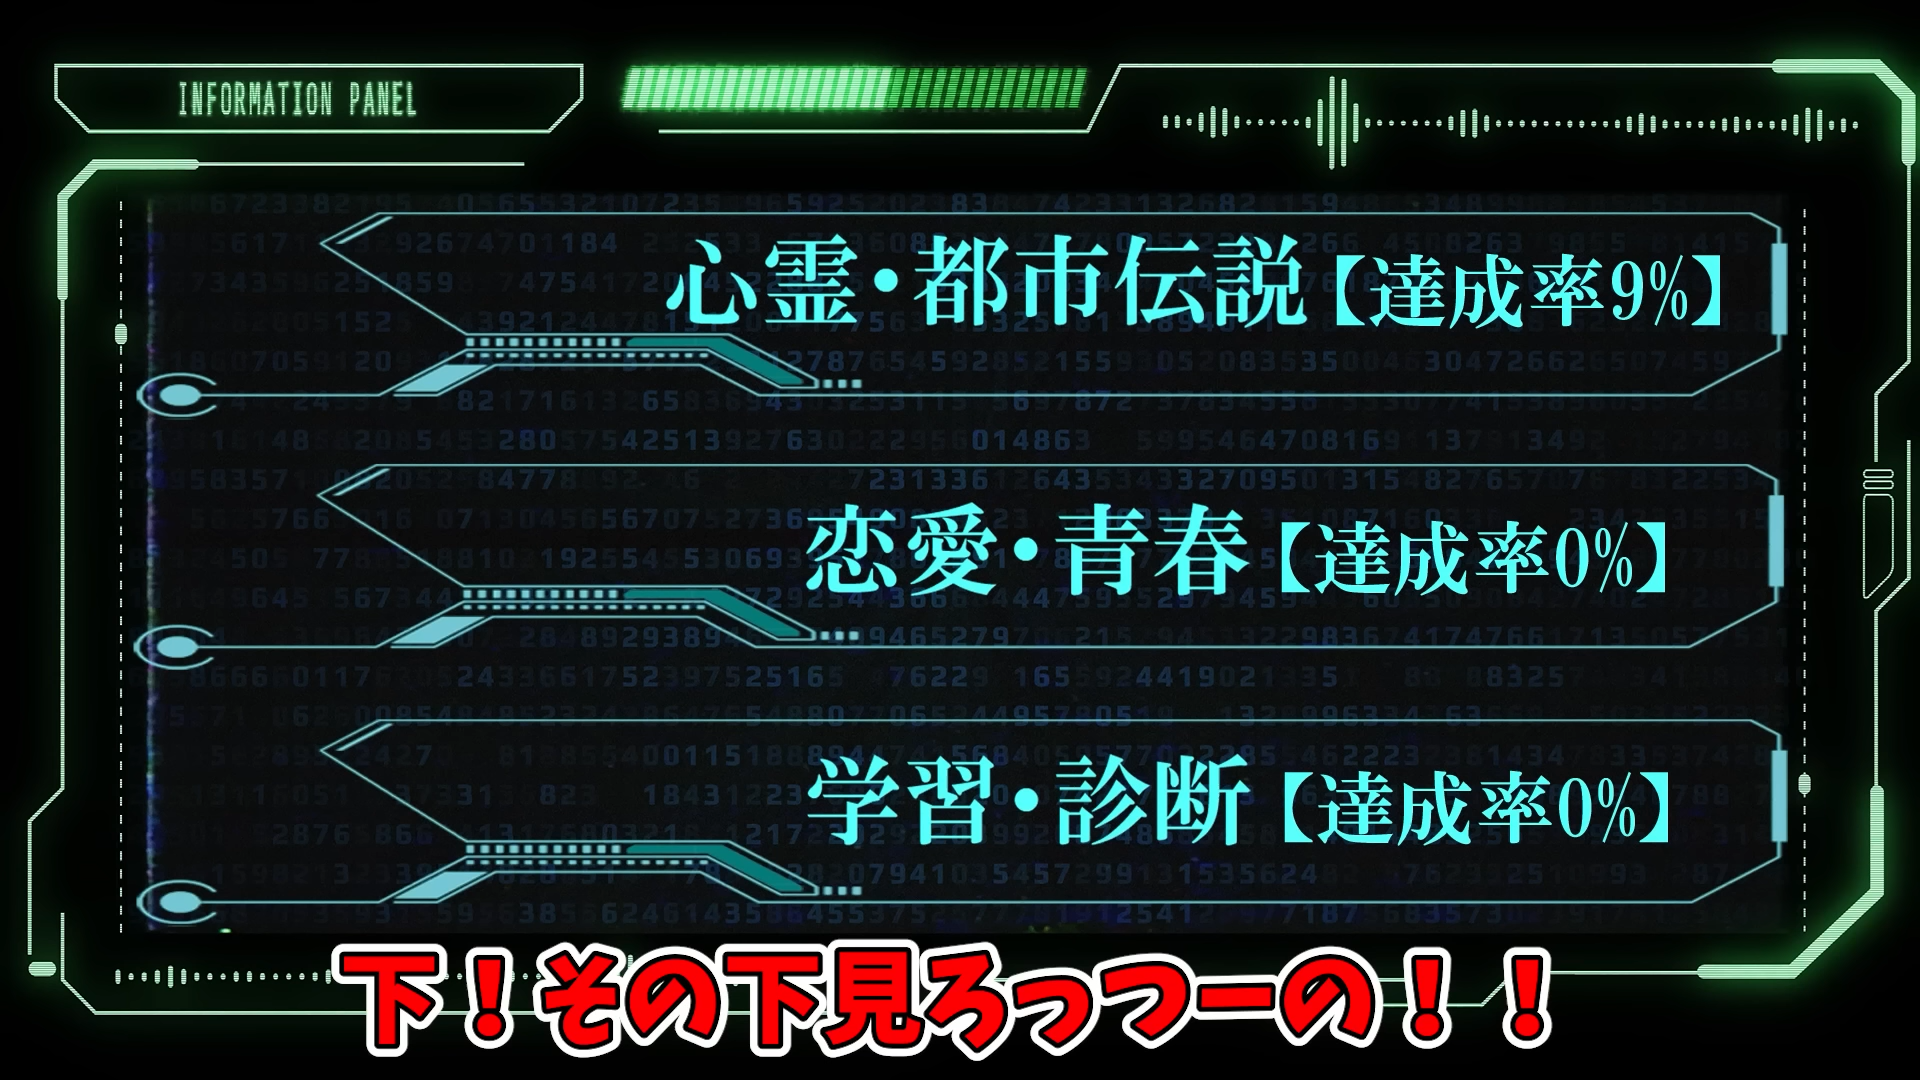 INFORMATION PANEL
心霊・都市伝説【達成率9%】
恋愛・青春【達成率0%】
学習・診断【達成率0%】
下！その下見ろっつーの！！